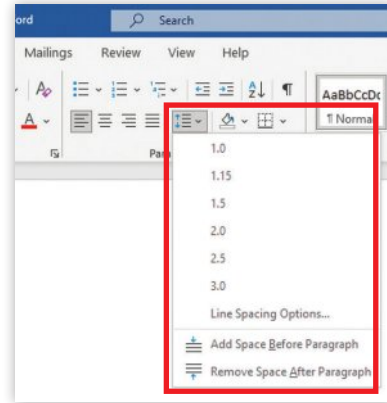 ord Search
Mailings Review View Help
AaBbCcDc
¶ Norma
Para
1.0
1.15
1.5
2.0
2.5
3.0
Line Spacing Options...
Add Space Before Paragraph
Remove Space After Paragraph